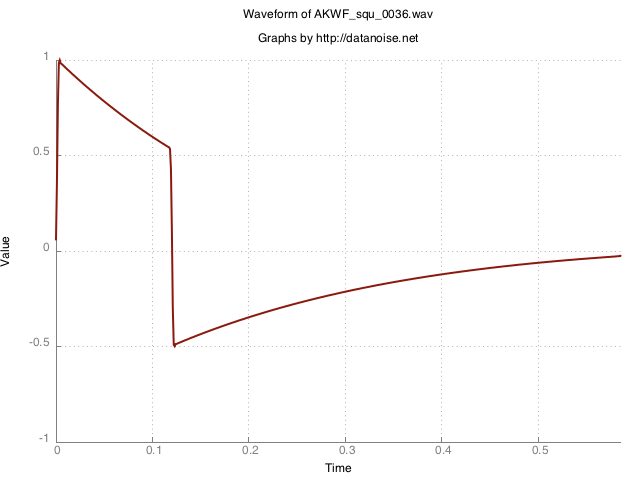 Waveform of AKWF_squ_0036.wav
Graphs by http://datanoise.net
1
0.5
0
-0.5
-1
Value
0 0.1 0.2 0.3 0.4 0.5
Time